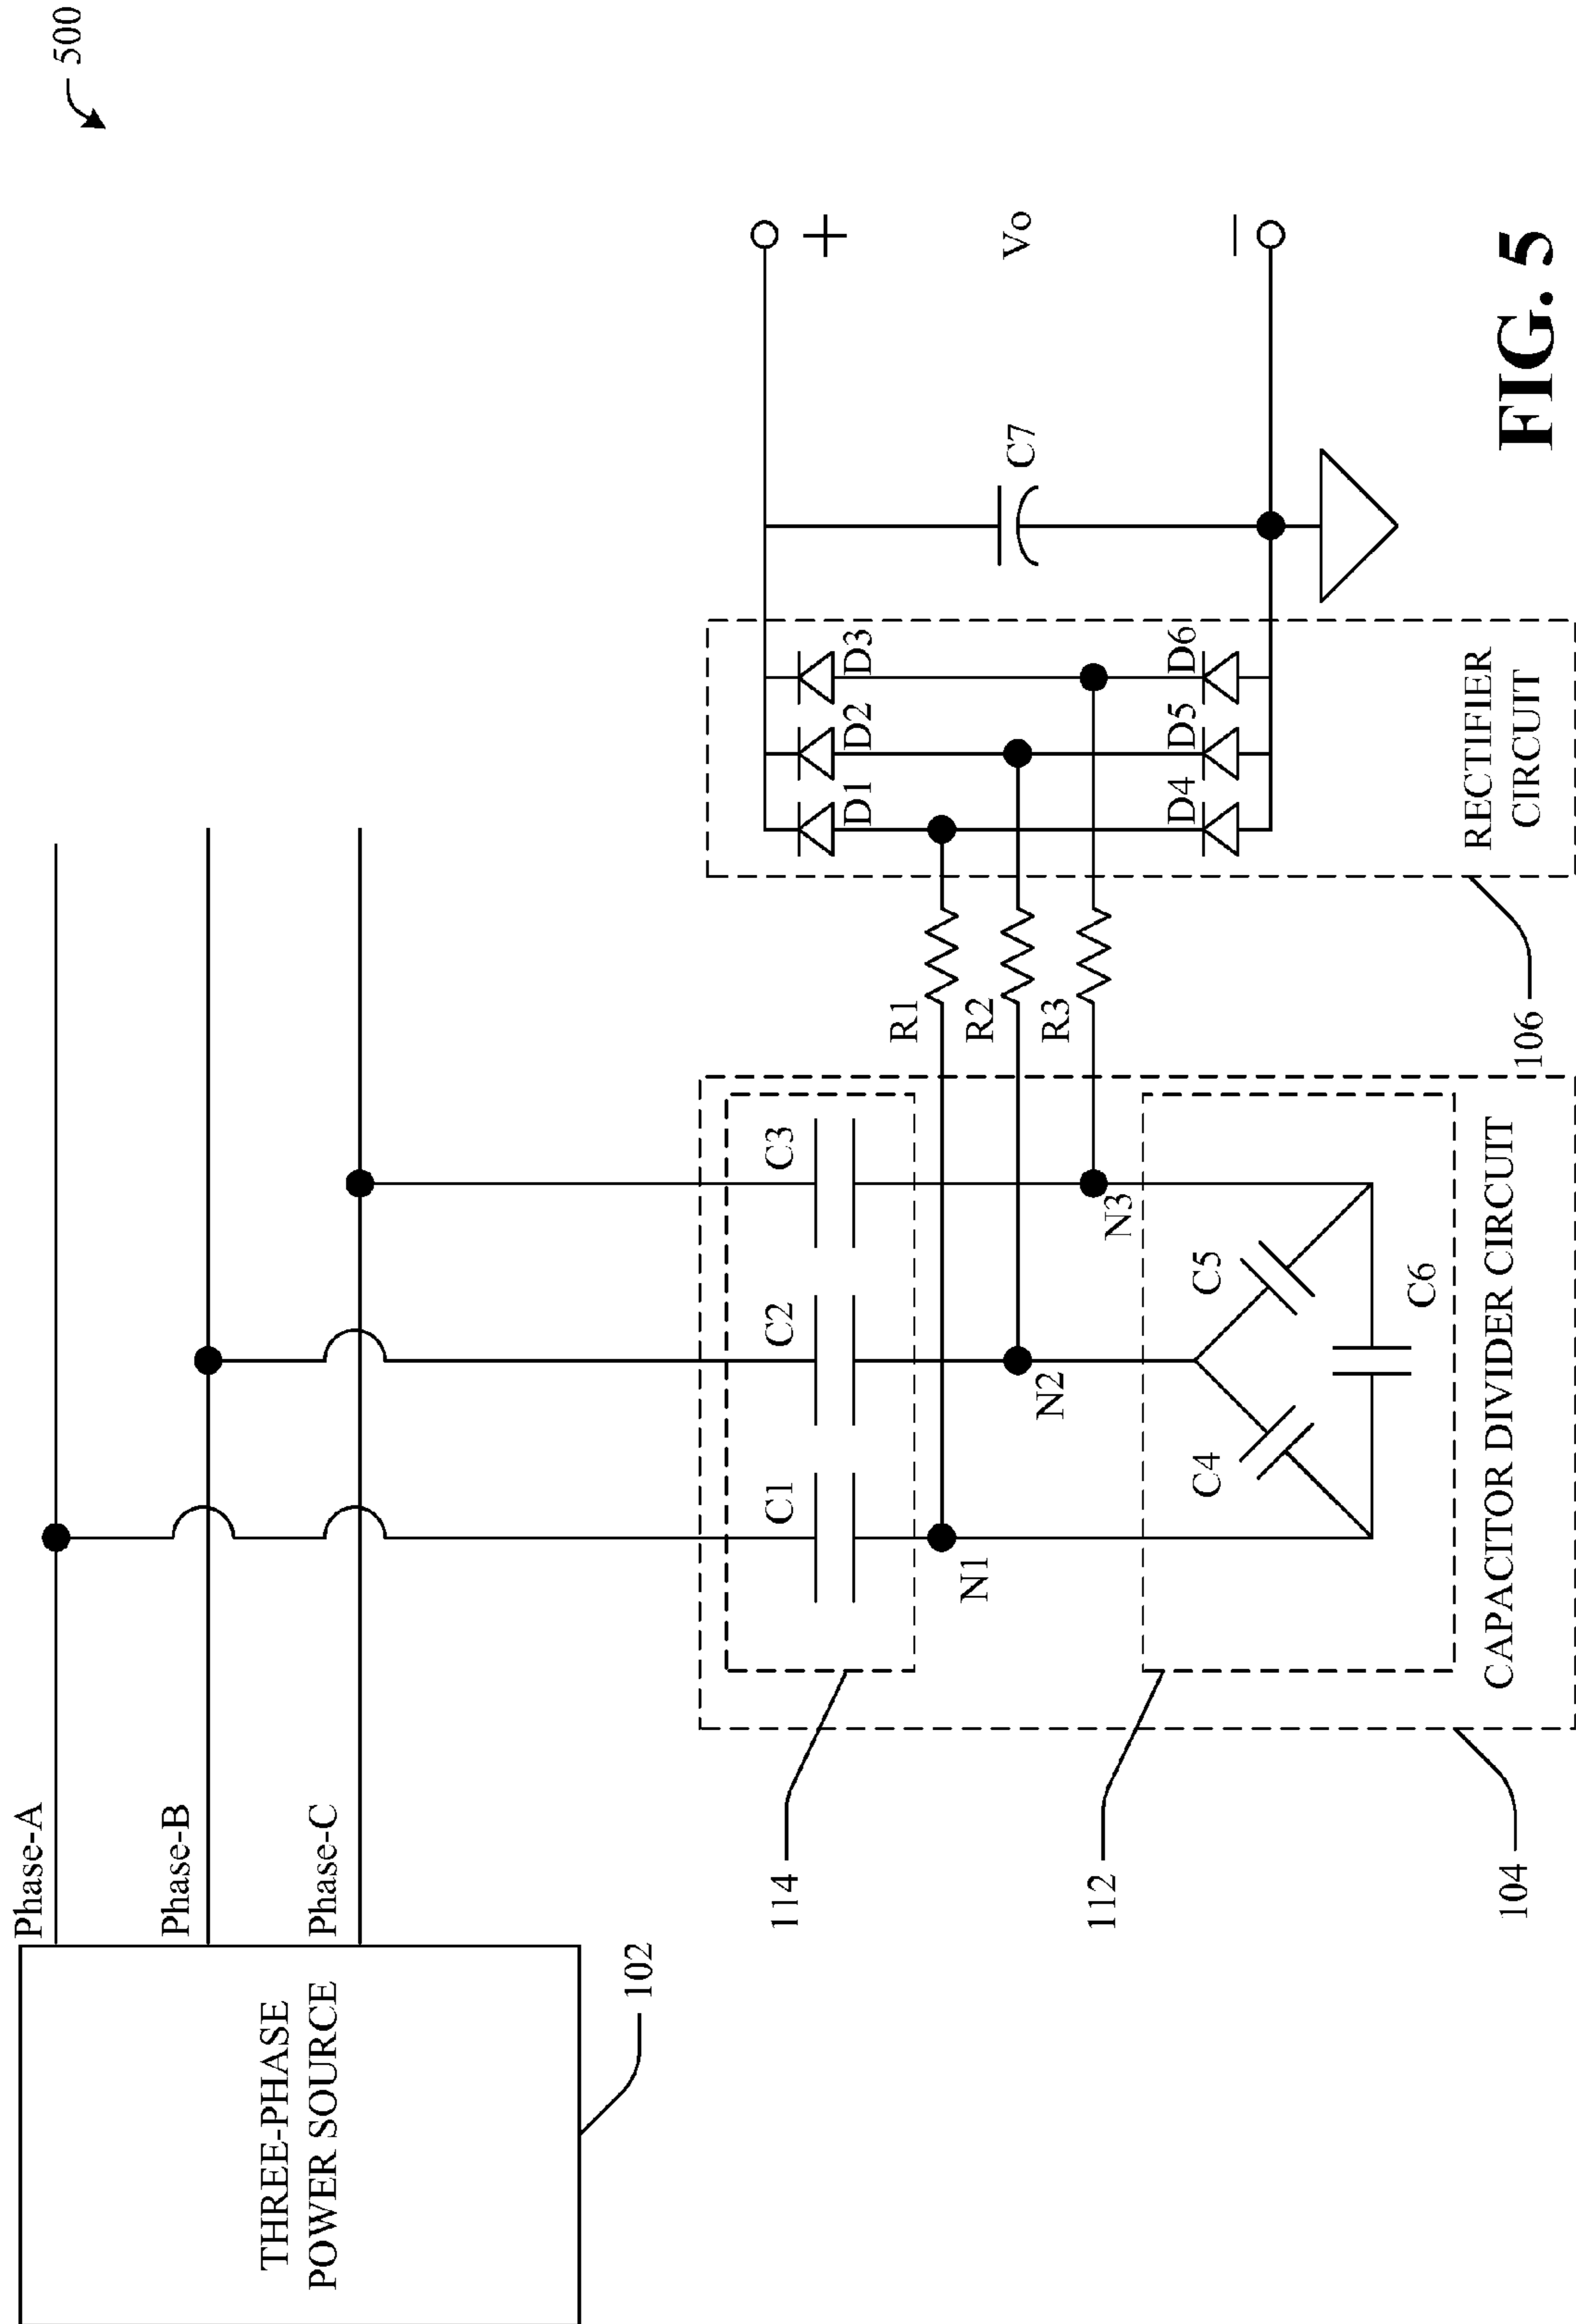 500
Phase-A
Phase-B
Phase-C
THREE-PHASE
POWER SOURCE
102
114
112
104
C1
C2
C3
N1
N2
N3
C4
C5
C6
CAPACITOR DIVIDER CIRCUIT
R1
R2
R3
106
D1
D2
D3
D4
D5
D6
RECTIFIER
CIRCUIT
C7
+
Vo
−
FIG. 5